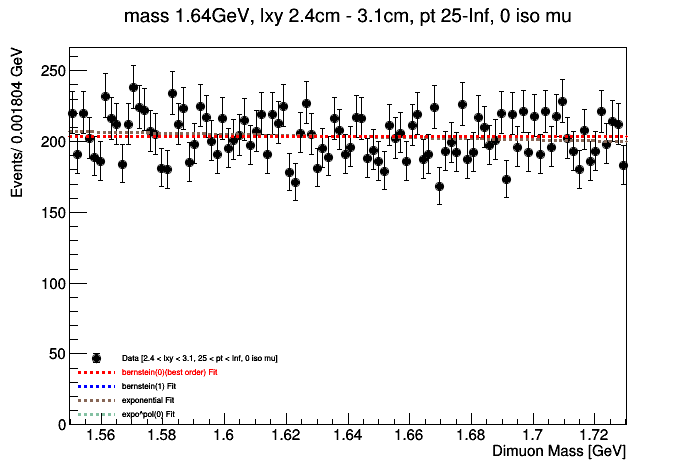 mass 1.64GeV, lxy 2.4cm - 3.1cm, pt 25-Inf, 0 iso mu
Events/ 0.001804 GeV
250
200
150
100
50
0
Data [2.4 < lxy < 3.1, 25 < pt < Inf, 0 iso mu]
bernstein(0)(best order) Fit
bernstein(1) Fit
exponential Fit
expo*pol(0) Fit
1.56 1.58 1.6 1.62 1.64 1.66 1.68 1.7 1.72
Dimuon Mass [GeV]